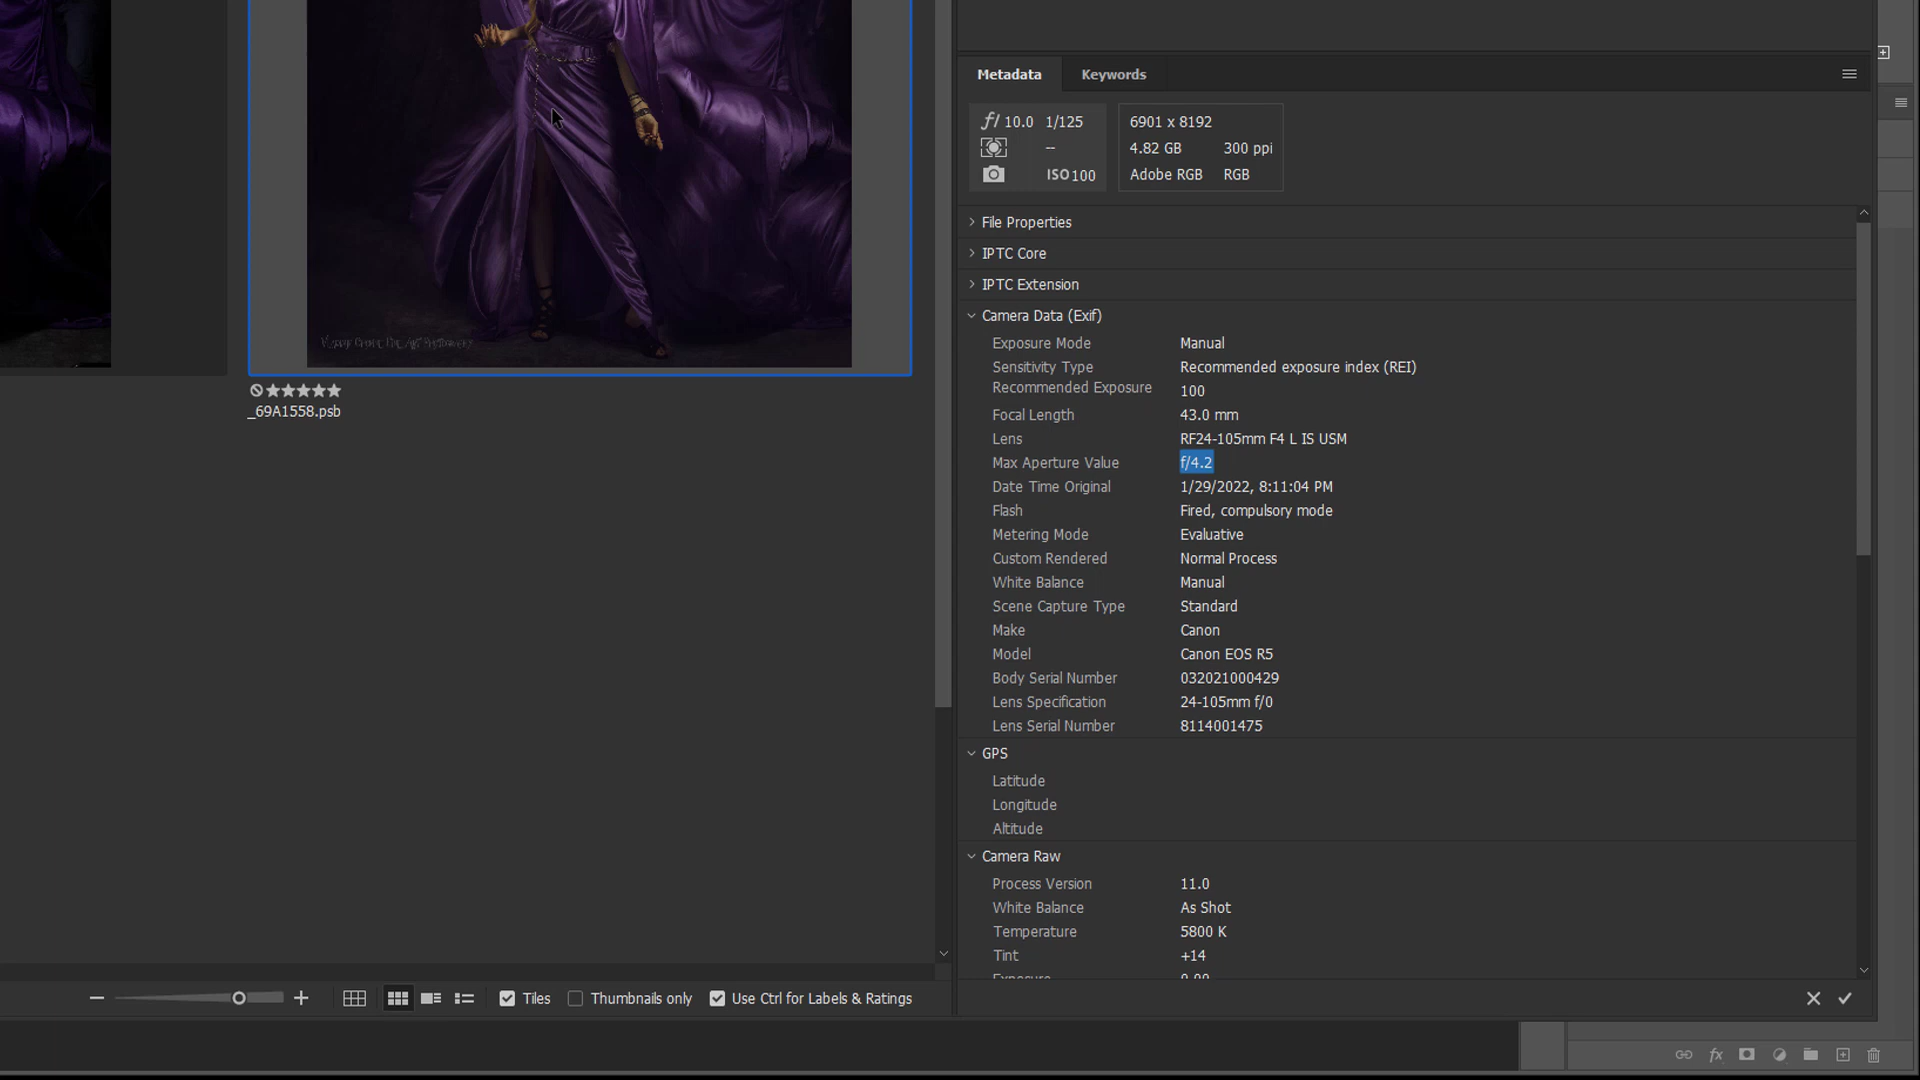 Metadata
Keywords
f/ 10.0 1/125
--
ISO 100
6901 x 8192
4.82 GB 300 ppi
Adobe RGB RGB
File Properties
IPTC Core
IPTC Extension
Camera Data (Exif)
Exposure Mode Manual
Sensitivity Type Recommended exposure index (REI)
Recommended Exposure 100
Focal Length 43.0 mm
Lens RF24-105mm F4 L IS USM
Max Aperture Value f/4.2
Date Time Original 1/29/2022, 8:11:04 PM
Flash Fired, compulsory mode
Metering Mode Evaluative
Custom Rendered Normal Process
White Balance Manual
Scene Capture Type Standard
Make Canon
Model Canon EOS R5
Body Serial Number 032021000429
Lens Specification 24-105mm f/0
Lens Serial Number 8114001475
GPS
Latitude
Longitude
Altitude
Camera Raw
Process Version 11.0
White Balance As Shot
Temperature 5800 K
Tint +14
_69A1558.psb
Tiles
Thumbnails only
Use Ctrl for Labels & Ratings
fx